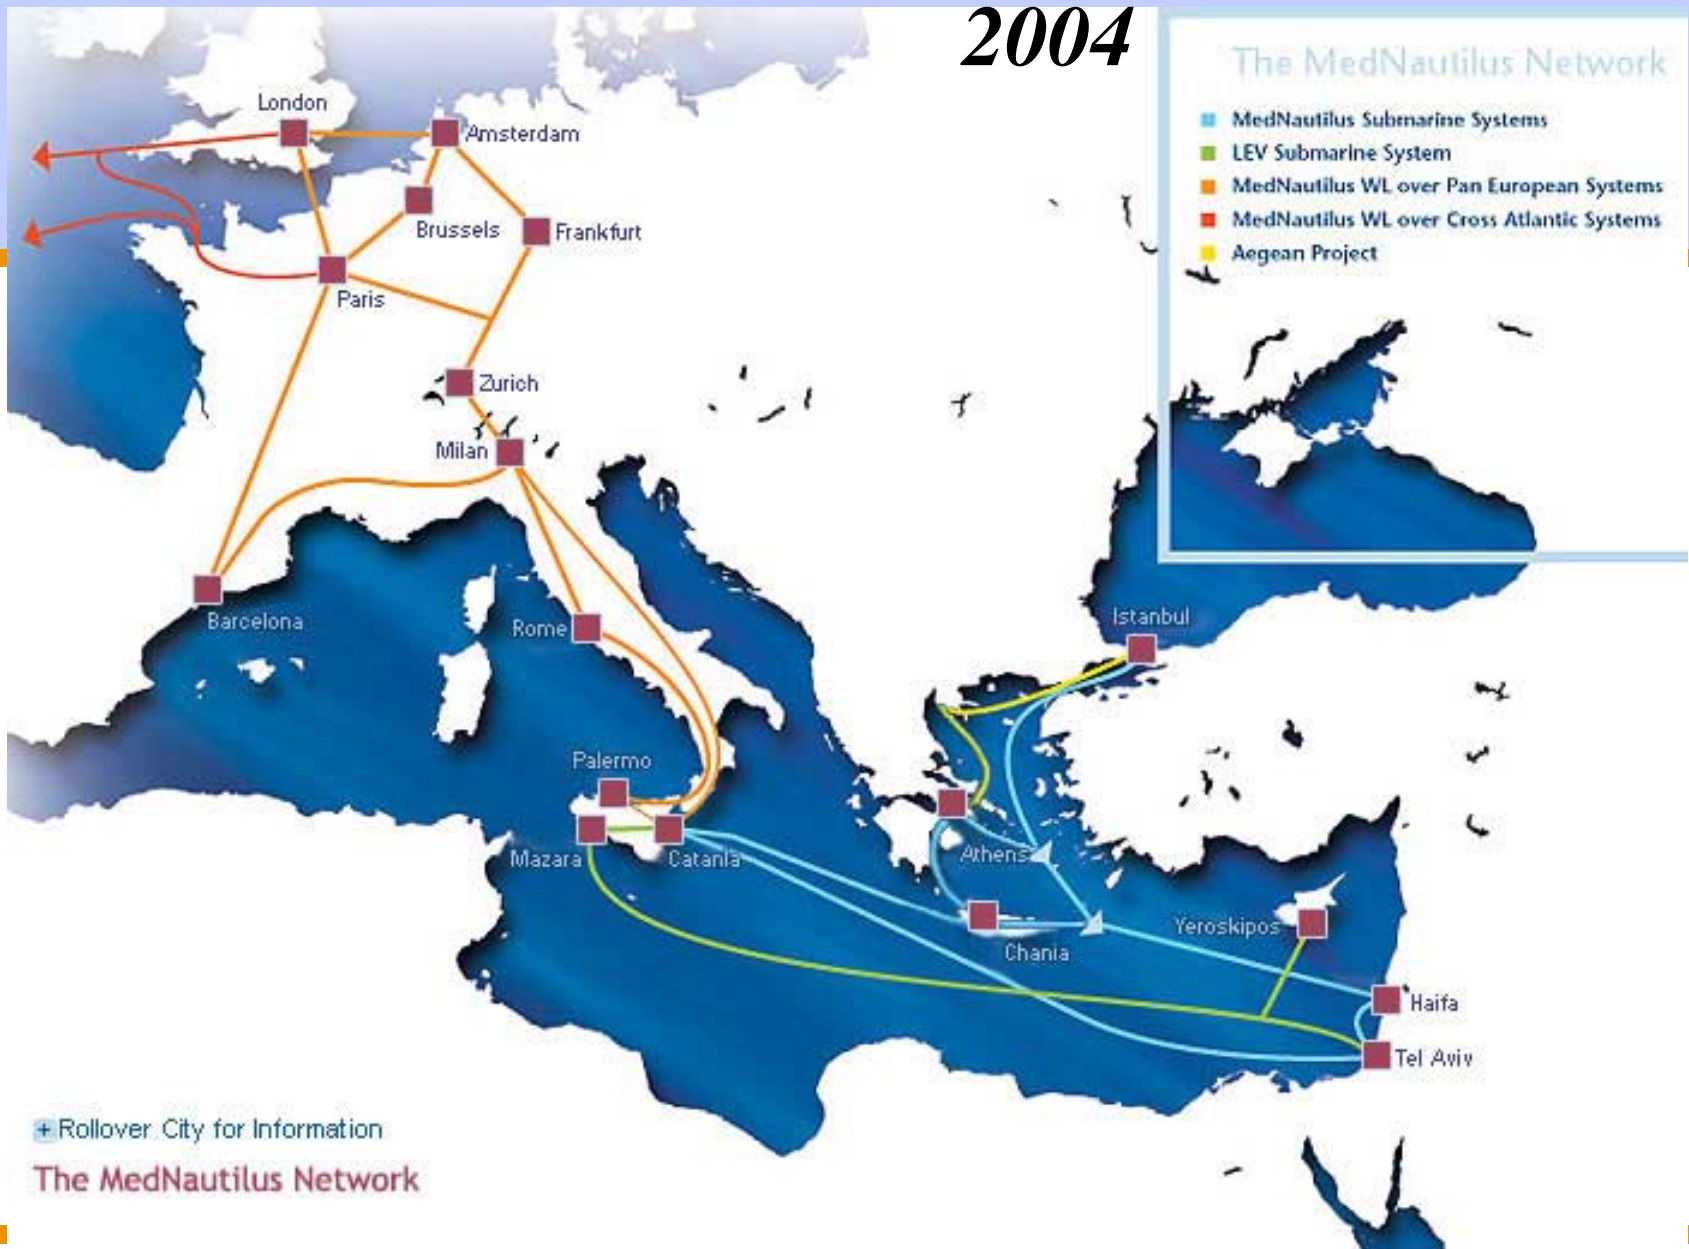 2004
The MedNautilus Network
MedNautilus Submarine Systems
LEV Submarine System
MedNautilus WL over Pan European Systems
MedNautilus WL over Cross Atlantic Systems
Aegean Project
London
Amsterdam
Brussels
Frankfurt
Paris
Zurich
Milan
Barcelona
Rome
Istanbul
Palermo
Mazara
Catania
Athens
Chania
Yeroskipos
Haifa
Tel Aviv
+ Rollover City for Information
The MedNautilus Network